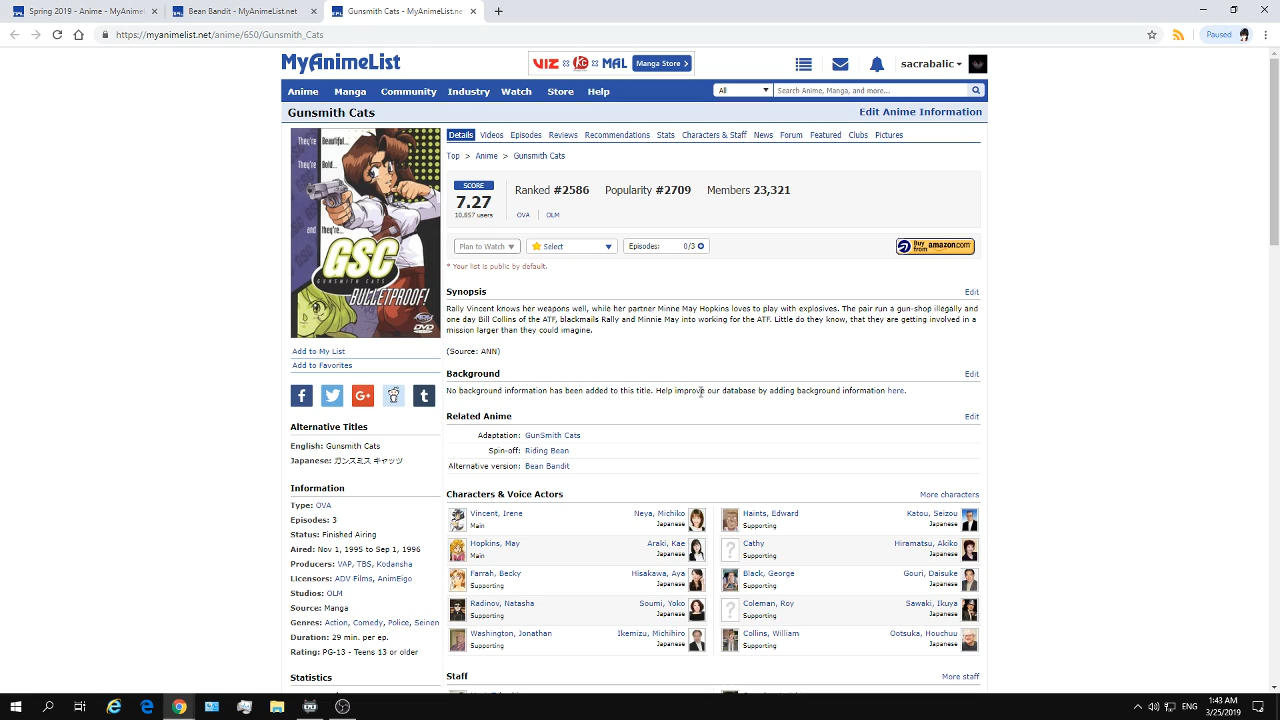 Spring 2019 - Anime - MyAnimeL
Bean Bandit - MyAnimeList.net
Gunsmith Cats - MyAnimeList.net
https://myanimelist.net/anime/650/Gunsmith_Cats
Paused
MyAnimeList
VIZ MAL Manga Store
sacrabalic
Anime Manga Community Industry Watch Store Help
All Search Anime, Manga, and more...
Gunsmith Cats
Edit Anime Information
They're Beautiful...
They're Bold...
and they're...
GSC
GUNSMITH CATS
BULLETPROOF!
DVD
Add to My List
Add to Favorites
Alternative Titles
English: Gunsmith Cats
Japanese: ガンスミス キャッツ
Information
Type: OVA
Episodes: 3
Status: Finished Airing
Aired: Nov 1, 1995 to Sep 1, 1996
Producers: VAP, TBS, Kodansha
Licensors: ADV Films, AnimEigo
Studios: OLM
Source: Manga
Genres: Action, Comedy, Police, Seinen
Duration: 29 min. per ep.
Rating: PG-13 - Teens 13 or older
Statistics
Details Videos Episodes Reviews Recommendations Stats Characters & Staff News Forum Featured Clubs Pictures
Top > Anime > Gunsmith Cats
SCORE
7.27
10,857 users
Ranked #2586 Popularity #2709 Members 23,321
OVA OLM
Plan to Watch Select Episodes: 0/3
Buy from amazon.com
* Your list is public by default.
Synopsis Edit
Rally Vincent knows her weapons well, while her partner Minne May Hopkins loves to play with explosives. The pair run a gun-shop illegally and
one day Bill Collins of the ATF, blackmails Rally and Minnie May into working for the ATF. Little do they know, that they are getting involved in a
mission larger than they could imagine.
(Source: ANN)
Background Edit
No background information has been added to this title. Help improve our database by adding background information here.
Related Anime Edit
Adaptation: GunSmith Cats
Spin-off: Riding Bean
Alternative version: Bean Bandit
Characters & Voice Actors More characters
Vincent, Irene Neya, Michiko
Main Japanese
Haints, Edward Katou, Seizou
Supporting Japanese
Hopkins, May Araki, Kae
Main Japanese
Cathy Hiramatsu, Akiko
Supporting Japanese
Farrah, Becky Hisakawa, Aya
Supporting Japanese
Black, George Gouri, Daisuke
Supporting Japanese
Radinov, Natasha Soumi, Yoko
Supporting Japanese
Coleman, Roy Sawaki, Ikuya
Supporting Japanese
Washington, Jonathan Ikemizu, Michihiro
Supporting Japanese
Collins, William Ootsuka, Houchuu
Supporting Japanese
Staff More staff
ENG
1:43 AM
3/25/2019